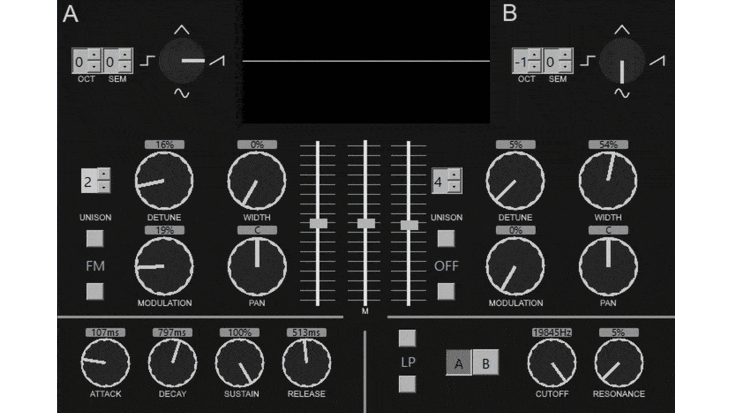 A
B
0 0
-1 0
OCT SEM
OCT SEM
16% 0%
5% 54%
2
4
UNISON DETUNE WIDTH
UNISON DETUNE WIDTH
19% C
0% C
FM
OFF
MODULATION PAN
MODULATION PAN
M
107ms 797ms 100% 513ms
19845Hz 5%
LP A B
ATTACK DECAY SUSTAIN RELEASE
CUTOFF RESONANCE